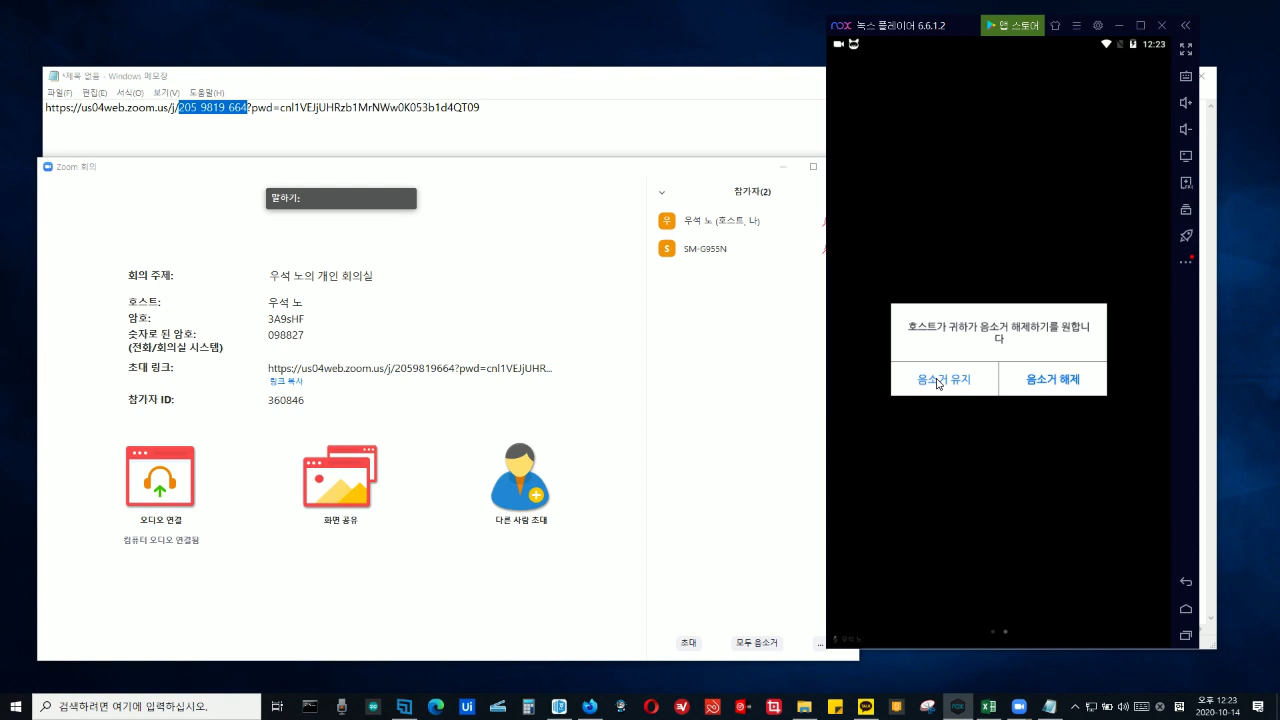 *제목 없음 - Windows 메모장
파일(F) 편집(E) 서식(O) 보기(V) 도움말(H)
https://us04web.zoom.us/j/205 9819 664?pwd=cnl1VEJjUHRzb1MrNWw0K053b1d4QT09
Zoom 회의
말하기:
회의 주제: 우석 노의 개인 회의실
호스트: 우석 노
암호: 3A9sHF
숫자로 된 암호: 098827
(전화/회의실 시스템)
초대 링크: https://us04web.zoom.us/j/2059819664?pwd=cnl1VEJjUHR...
링크 복사
참가자 ID: 360846
오디오 연결
컴퓨터 오디오 연결됨
화면 공유
다른 사람 초대
참가자(2)
우 우석 노 (호스트, 나)
S SM-G955N
초대 모두 음소거 ...
nox 녹스 플레이어 6.6.1.2 앱 스토어
12:23
호스트가 귀하가 음소거 해제하기를 원합니
다
음소거 유지 음소거 해제
우석 노
검색하려면 여기에 입력하십시오.
Ui
TALK
오후 12:23
2020-10-14